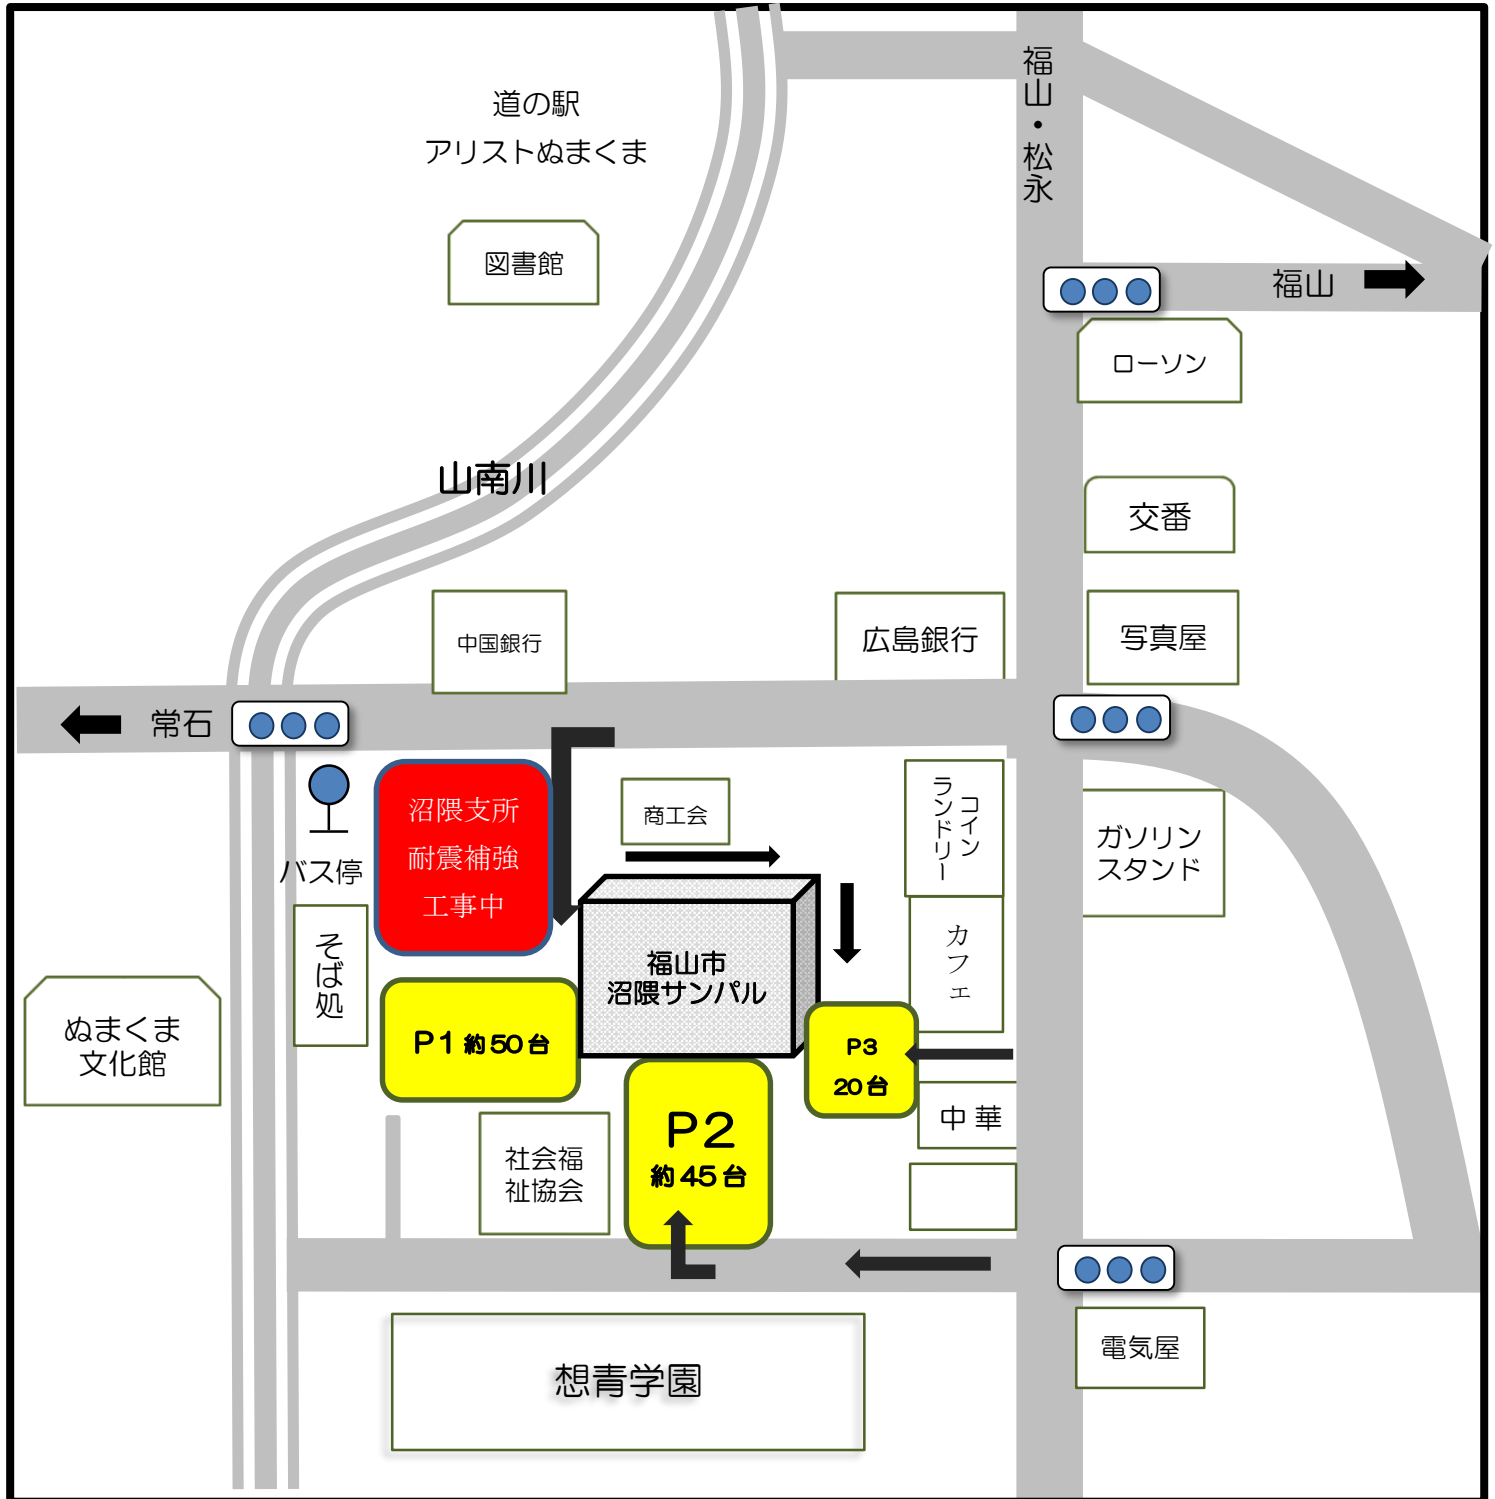 道の駅
アリストぬまくま
福山・松永
図書館
福山
ローソン
山南川
交番
中国銀行
広島銀行
写真屋
常石
沼隈支所
耐震補強
工事中
商工会
コイン
ランドリー
ガソリン
スタンド
バス停
そば処
カフェ
福山市
沼隈サンパル
ぬまくま
文化館
P1 約50台
P3
20台
P2
約45台
中華
社会福
祉協会
電気屋
想青学園